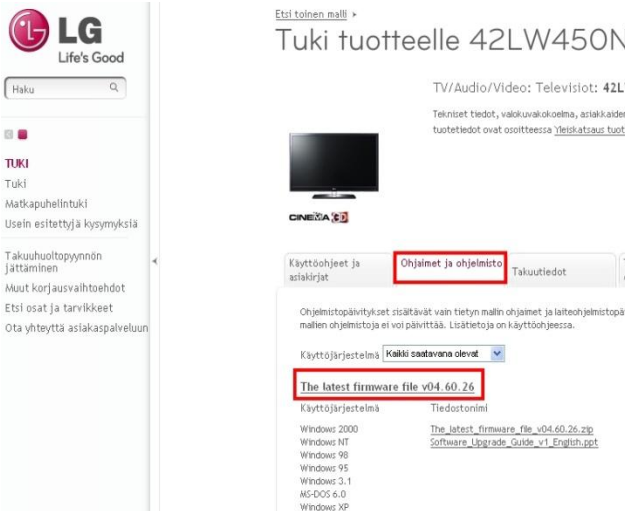 LG
Life's Good
Haku
TUKI
Tuki
Matkapuhelintuki
Usein esitettyjä kysymyksiä
Takuuhuoltopyynnön
jättäminen
Muut korjausvaihtoehdot
Etsi osat ja tarvikkeet
Ota yhteyttä asiakaspalveluun
Etsi toinen malli
Tuki tuotteelle 42LW450N
TV/Audio/Video: Televisiot:
Tekniset tiedot, valokuvakokoelma,
tuotetiedot ovat osoitteessa Yleiskatsaus
CINEMA 3D
Käyttöohjeet ja
asiakirjat
Ohjaimet ja ohjelmisto
Takuutiedot
Ohjelmistopäivitykset sisältävät vain tietyn mallin ohjaimet ja
mallien ohjelmistoja ei voi päivittää. Lisätietoja on käyttöohjeessa.
Käyttöjärjestelmä Kaikki saatavana olevat
The latest firmware file v04.60.26
Käyttöjärjestelmä Tiedostonimi
Windows 2000 The_latest_firmware_file_v04.60.26.zip
Windows NT Software_Upgrade_Guide_v1_English.ppt
Windows 98
Windows 95
Windows 3.1
MS-DOS 6.0
Windows XP